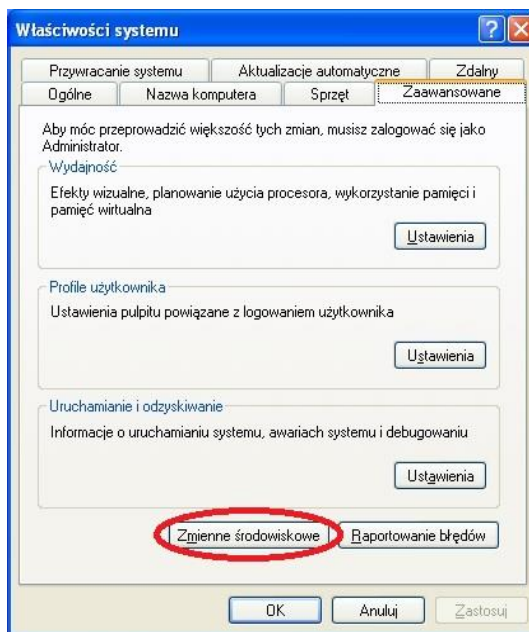 Właściwości systemu
Przywracanie systemu Aktualizacje automatyczne Zdalny
Ogólne Nazwa komputera Sprzęt Zaawansowane
Aby móc przeprowadzić większość tych zmian, musisz zalogować się jako
Administrator.
Wydajność
Efekty wizualne, planowanie użycia procesora, wykorzystanie pamięci i
pamięć wirtualna
Ustawienia
Profile użytkownika
Ustawienia pulpitu powiązane z logowaniem użytkownika
Ustawienia
Uruchamianie i odzyskiwanie
Informacje o uruchamianiu systemu, awariach systemu i debugowaniu
Ustawienia
Zmienne środowiskowe Raportowanie błędów
OK Anuluj Zastosuj